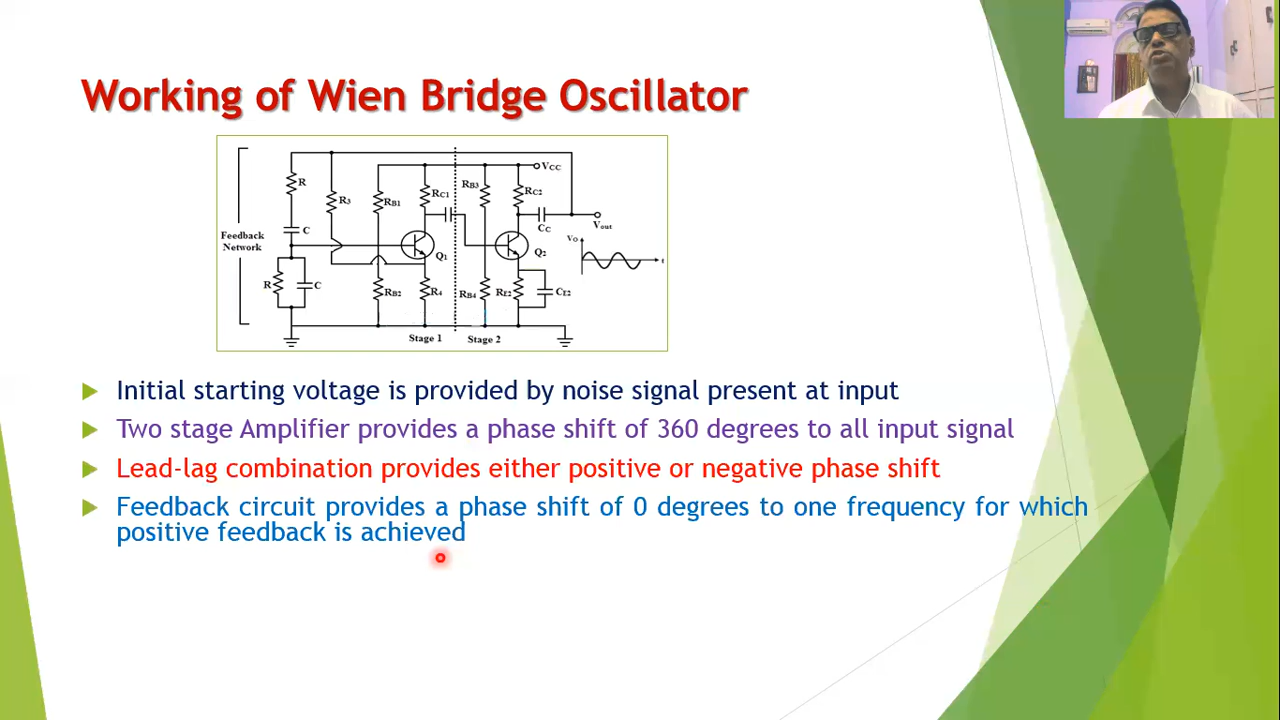 Working of Wien Bridge Oscillator
VCC
R
R3
RB1
RC1
RB3
RC2
C
CC
Vout
Feedback
Network
Q1
Q2
VO
t
R
C
RB2
R4
RB4
RE2
CE2
Stage 1
Stage 2
Initial starting voltage is provided by noise signal present at input
Two stage Amplifier provides a phase shift of 360 degrees to all input signal
Lead-lag combination provides either positive or negative phase shift
Feedback circuit provides a phase shift of 0 degrees to one frequency for which
positive feedback is achieved